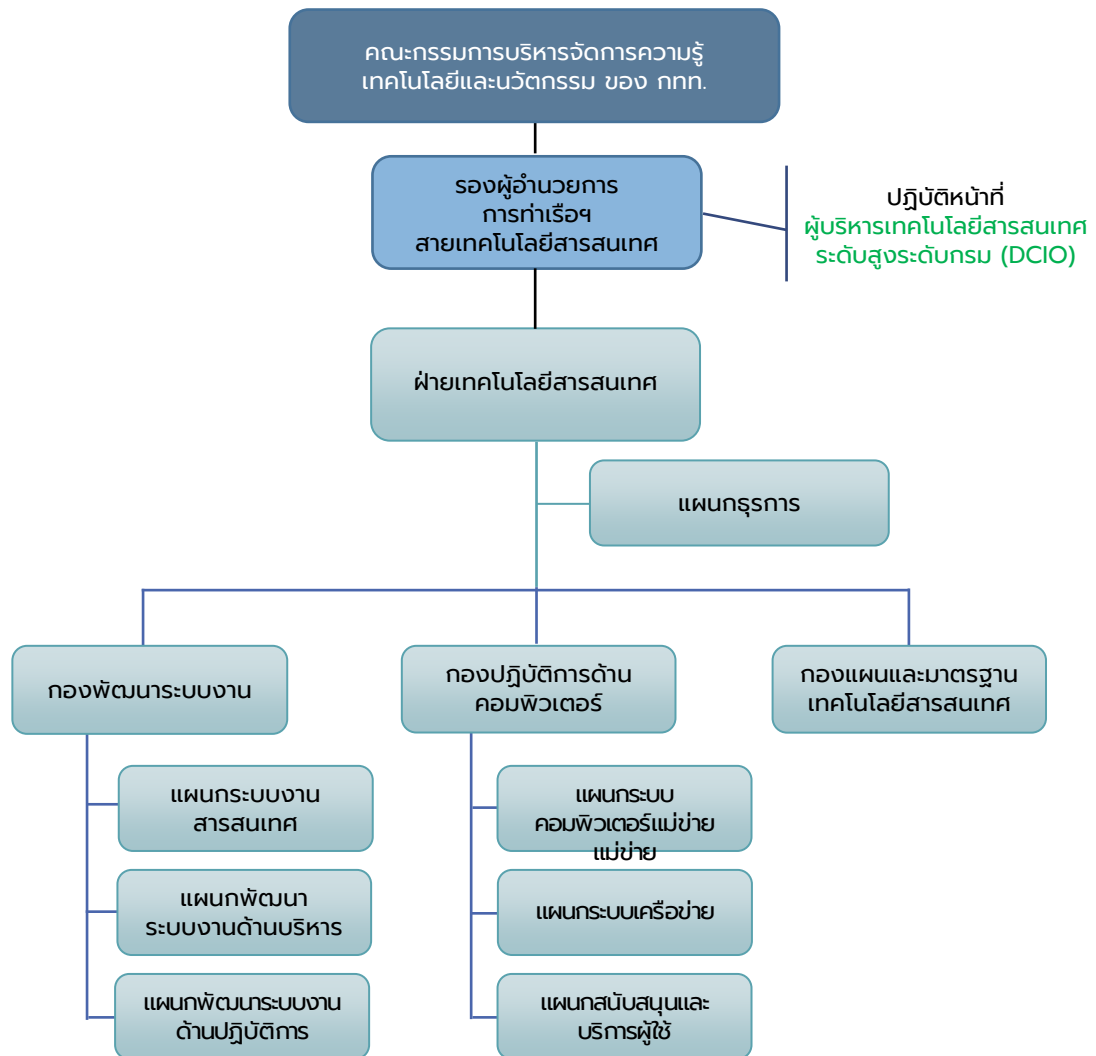 คณะกรรมการบริหารจัดการความรู้
เทคโนโลยีและนวัตกรรม ของ กทท.
รองผู้อำนวยการ
การท่าเรือฯ
สายเทคโนโลยีสารสนเทศ
ปฏิบัติหน้าที่
ผู้บริหารเทคโนโลยีสารสนเทศ
ระดับสูงระดับกรม (DCIO)
ฝ่ายเทคโนโลยีสารสนเทศ
แผนกธุรการ
กองพัฒนาระบบงาน
กองปฏิบัติการด้าน
คอมพิวเตอร์
กองแผนและมาตรฐาน
เทคโนโลยีสารสนเทศ
แผนกระบบงาน
สารสนเทศ
แผนกพัฒนา
ระบบงานด้านบริหาร
แผนกพัฒนาระบบงาน
ด้านปฏิบัติการ
แผนกระบบ
คอมพิวเตอร์แม่ข่าย
แม่ข่าย
แผนกระบบเครือข่าย
แผนกสนับสนุนและ
บริการผู้ใช้